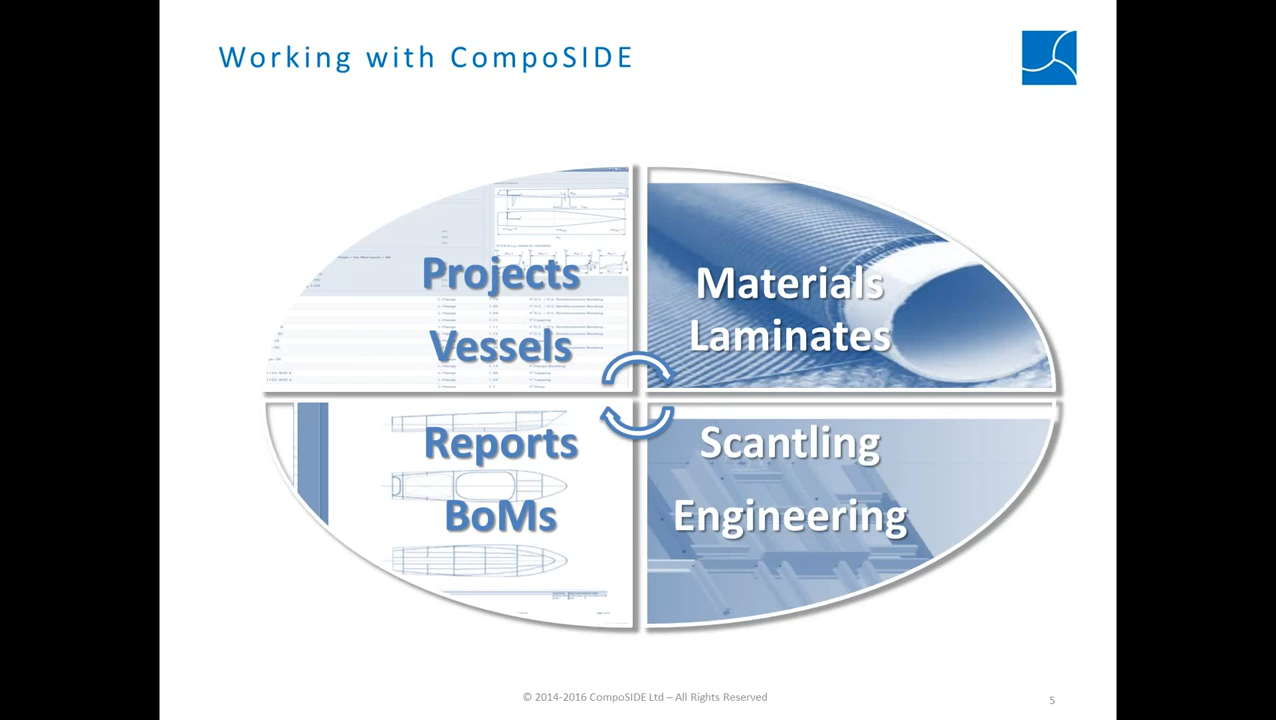 Working with CompoSIDE
Projects
Vessels
Materials
Laminates
Reports
BoMs
Scantling
Engineering
© 2014-2016 CompoSIDE Ltd – All Rights Reserved
5